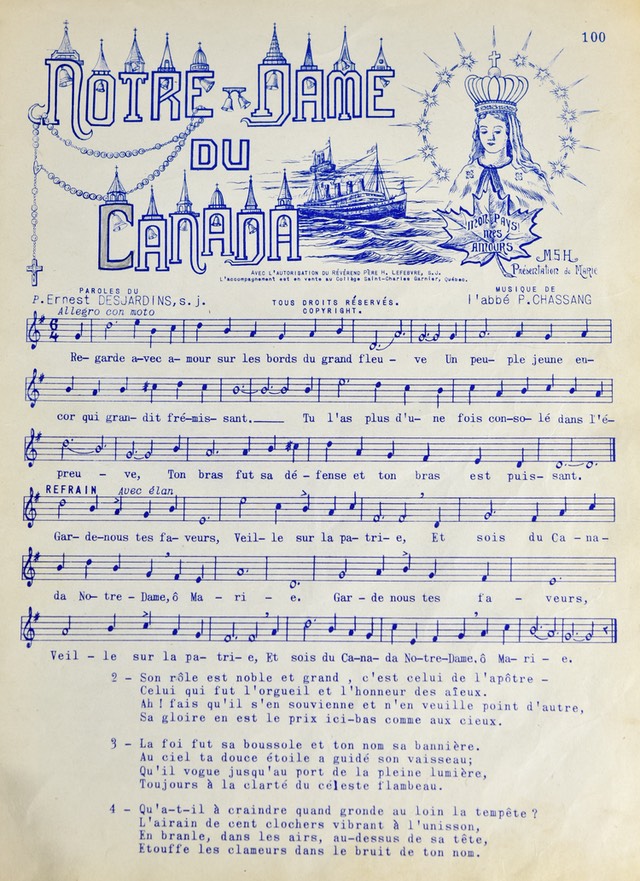 100
NOTRE-DAME
DU
CANADA
MON PAYS
MES
AMOURS
M.S.H.
Présentation de Marie
AVEC L'AUTORISATION DU RÉVÉREND PÈRE H. LEFEBVRE, S.J.
L'accompagnement est en vente au Collège Saint-Charles Garnier, Québec.
PAROLES DU
P. Ernest DESJARDINS, s.j.
TOUS DROITS RÉSERVÉS.
COPYRIGHT.
MUSIQUE DE
l'abbé P. CHASSANG
Allegro con moto
6
4
Re- garde a-vec a- mour sur les bords du grand fleu - ve Un peu- ple jeune en-
cor qui gran- dit fré-mis- sant.____ Tu l'as plus d'u- ne fois con-so- lé dans l'é-
preu - ve, Ton bras fut sa dé - fense et ton bras est puis- sant.
REFRAIN Avec élan
Gar- de-nous tes fa- veurs, Veil- le sur la pa- tri- e, Et sois du Ca - na-
da No- tre - Dame, ô Ma - ri - e. Gar - de nous tes fa - veurs,
Veil - le sur la pa- tri- e, Et sois du Ca-na- da No-tre-Dame. ô Ma- ri - e.
2 - Son rôle est noble et grand , c'est celui de l'apôtre -
Celui qui fut l'orgueil et l'honneur des aïeux.
Ah ! fais qu'il s'en souvienne et n'en veuille point d'autre,
Sa gloire en est le prix ici-bas comme aux cieux.
3 - La foi fut sa boussole et ton nom sa bannière.
Au ciel ta douce étoile a guidé son vaisseau;
Qu'il vogue jusqu'au port de la pleine lumière,
Toujours à la clarté du céleste flambeau.
4 - Qu'a-t-il à craindre quand gronde au loin la tempête ?
L'airain de cent clochers vibrant à l'unisson,
En branle, dans les airs, au-dessus de sa tête,
Etouffe les clameurs dans le bruit de ton nom.